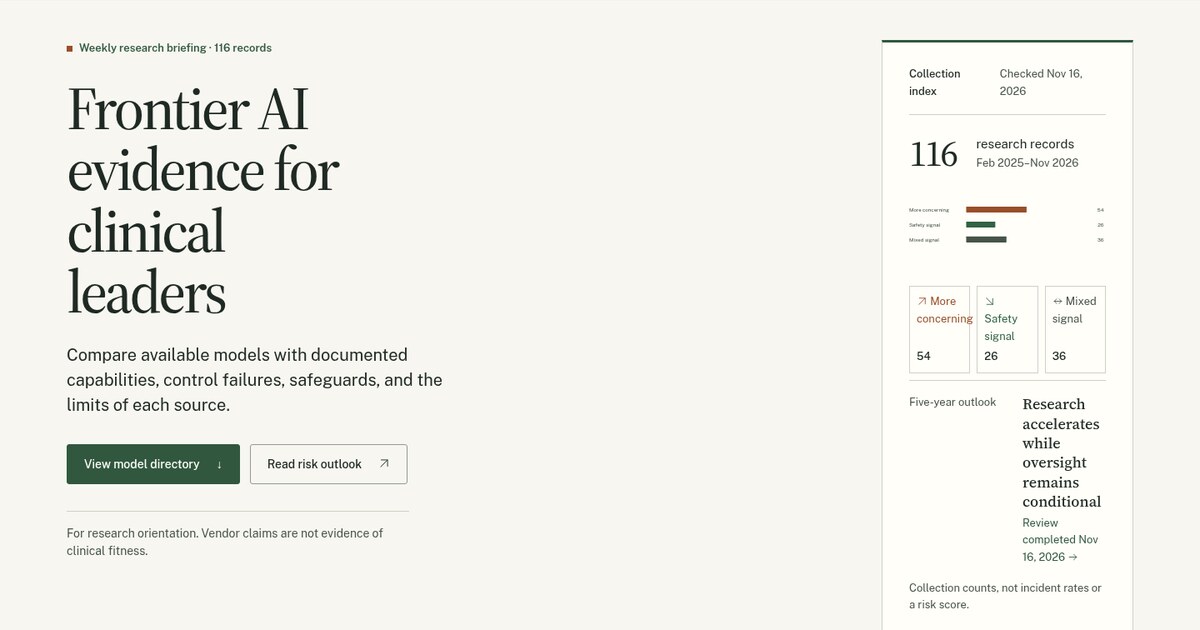 Weekly research briefing · 116 records
Frontier AI
evidence for
clinical
leaders
Compare available models with documented
capabilities, control failures, safeguards, and the
limits of each source.
View model directory ↓
Read risk outlook ↗
For research orientation. Vendor claims are not evidence of
clinical fitness.
Collection
index
Checked Nov 16,
2026
116
research records
Feb 2025–Nov 2026
More concerning 54
Safety signal 26
Mixed signal 36
↗ More
concerning
54
↘
Safety
signal
26
↔ Mixed
signal
36
Five-year outlook
Research
accelerates
while
oversight
remains
conditional
Review
completed Nov
16, 2026 →
Collection counts, not incident rates or
a risk score.